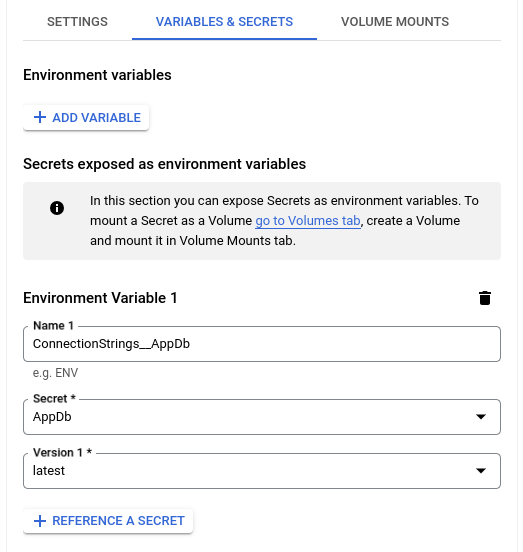 SETTINGS
VARIABLES & SECRETS
VOLUME MOUNTS
Environment variables
+ ADD VARIABLE
Secrets exposed as environment variables
In this section you can expose Secrets as environment variables. To
mount a Secret as a Volume go to Volumes tab, create a Volume
and mount it in Volume Mounts tab.
Environment Variable 1
Name 1
ConnectionStrings__AppDb
e.g. ENV
Secret *
AppDb
Version 1 *
latest
+ REFERENCE A SECRET